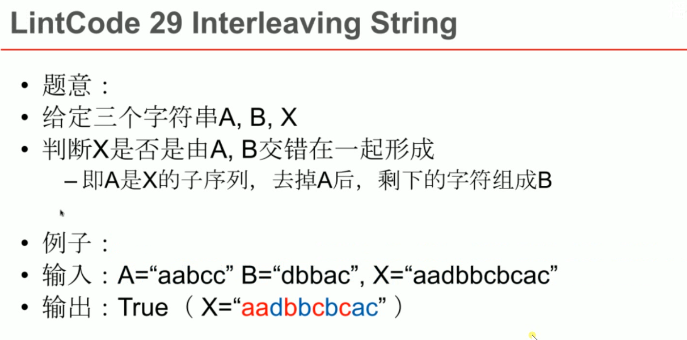 LintCode 29 Interleaving String
• 题意：
• 给定三个字符串A, B, X
• 判断X是否是由A, B交错在一起形成
– 即A是X的子序列，去掉A后，剩下的字符组成B
• 例子：
• 输入：A=“aabcc” B=“dbbac”, X=“aadbbcbcac”
• 输出：True （ X=“aadbbcbcac” ）